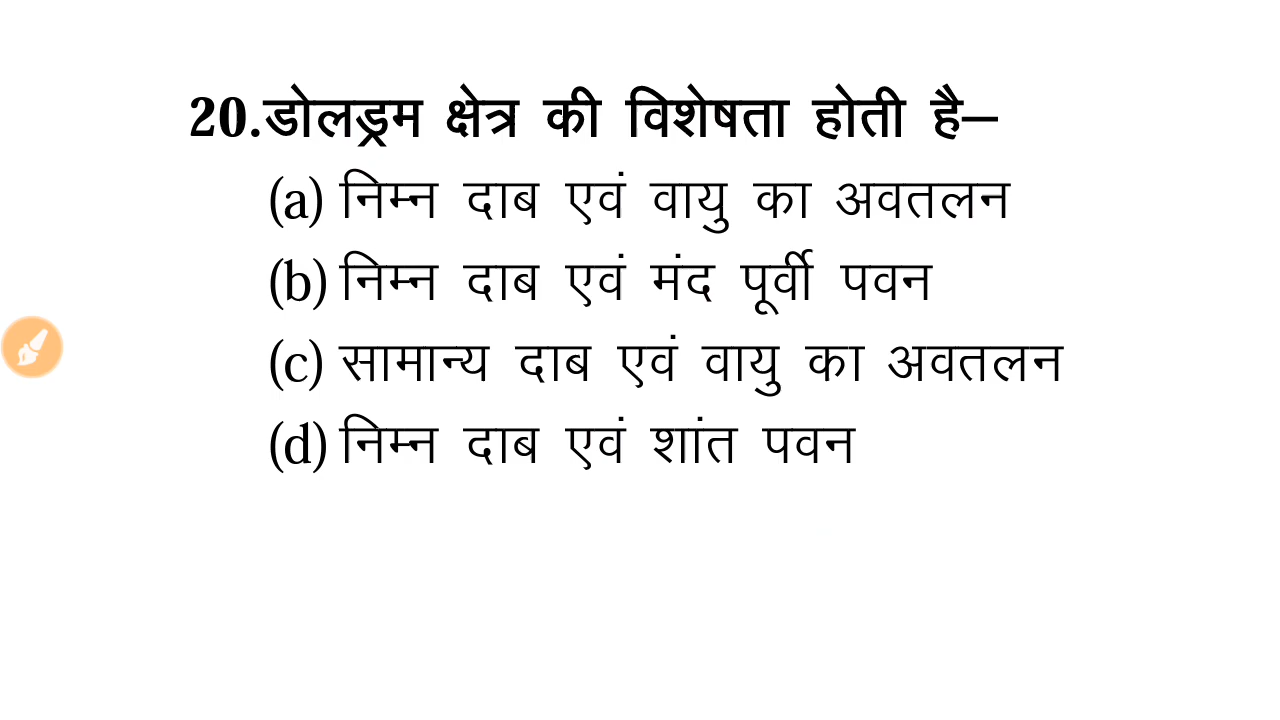 20.डोलड्रम क्षेत्र की विशेषता होती है–
(a) निम्न दाब एवं वायु का अवतलन
(b) निम्न दाब एवं मंद पूर्वी पवन
(c) सामान्य दाब एवं वायु का अवतलन
(d) निम्न दाब एवं शांत पवन